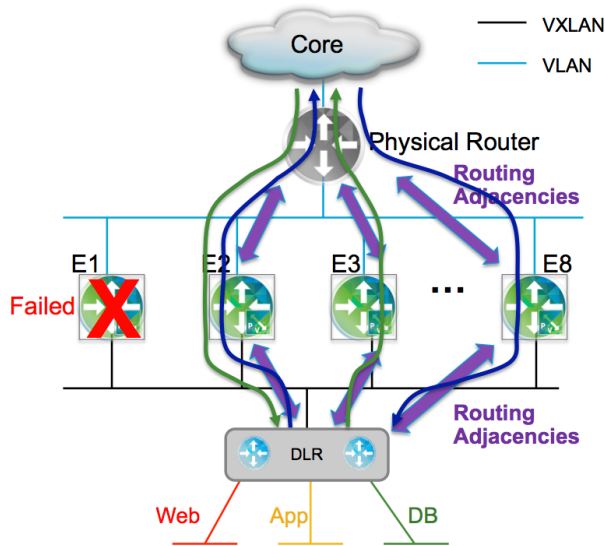 VXLAN
Core
VLAN
Physical Router
Routing
Adjacencies
E1
E2
E3
E8
...
Failed
Routing
Adjacencies
DLR
Web
App
DB